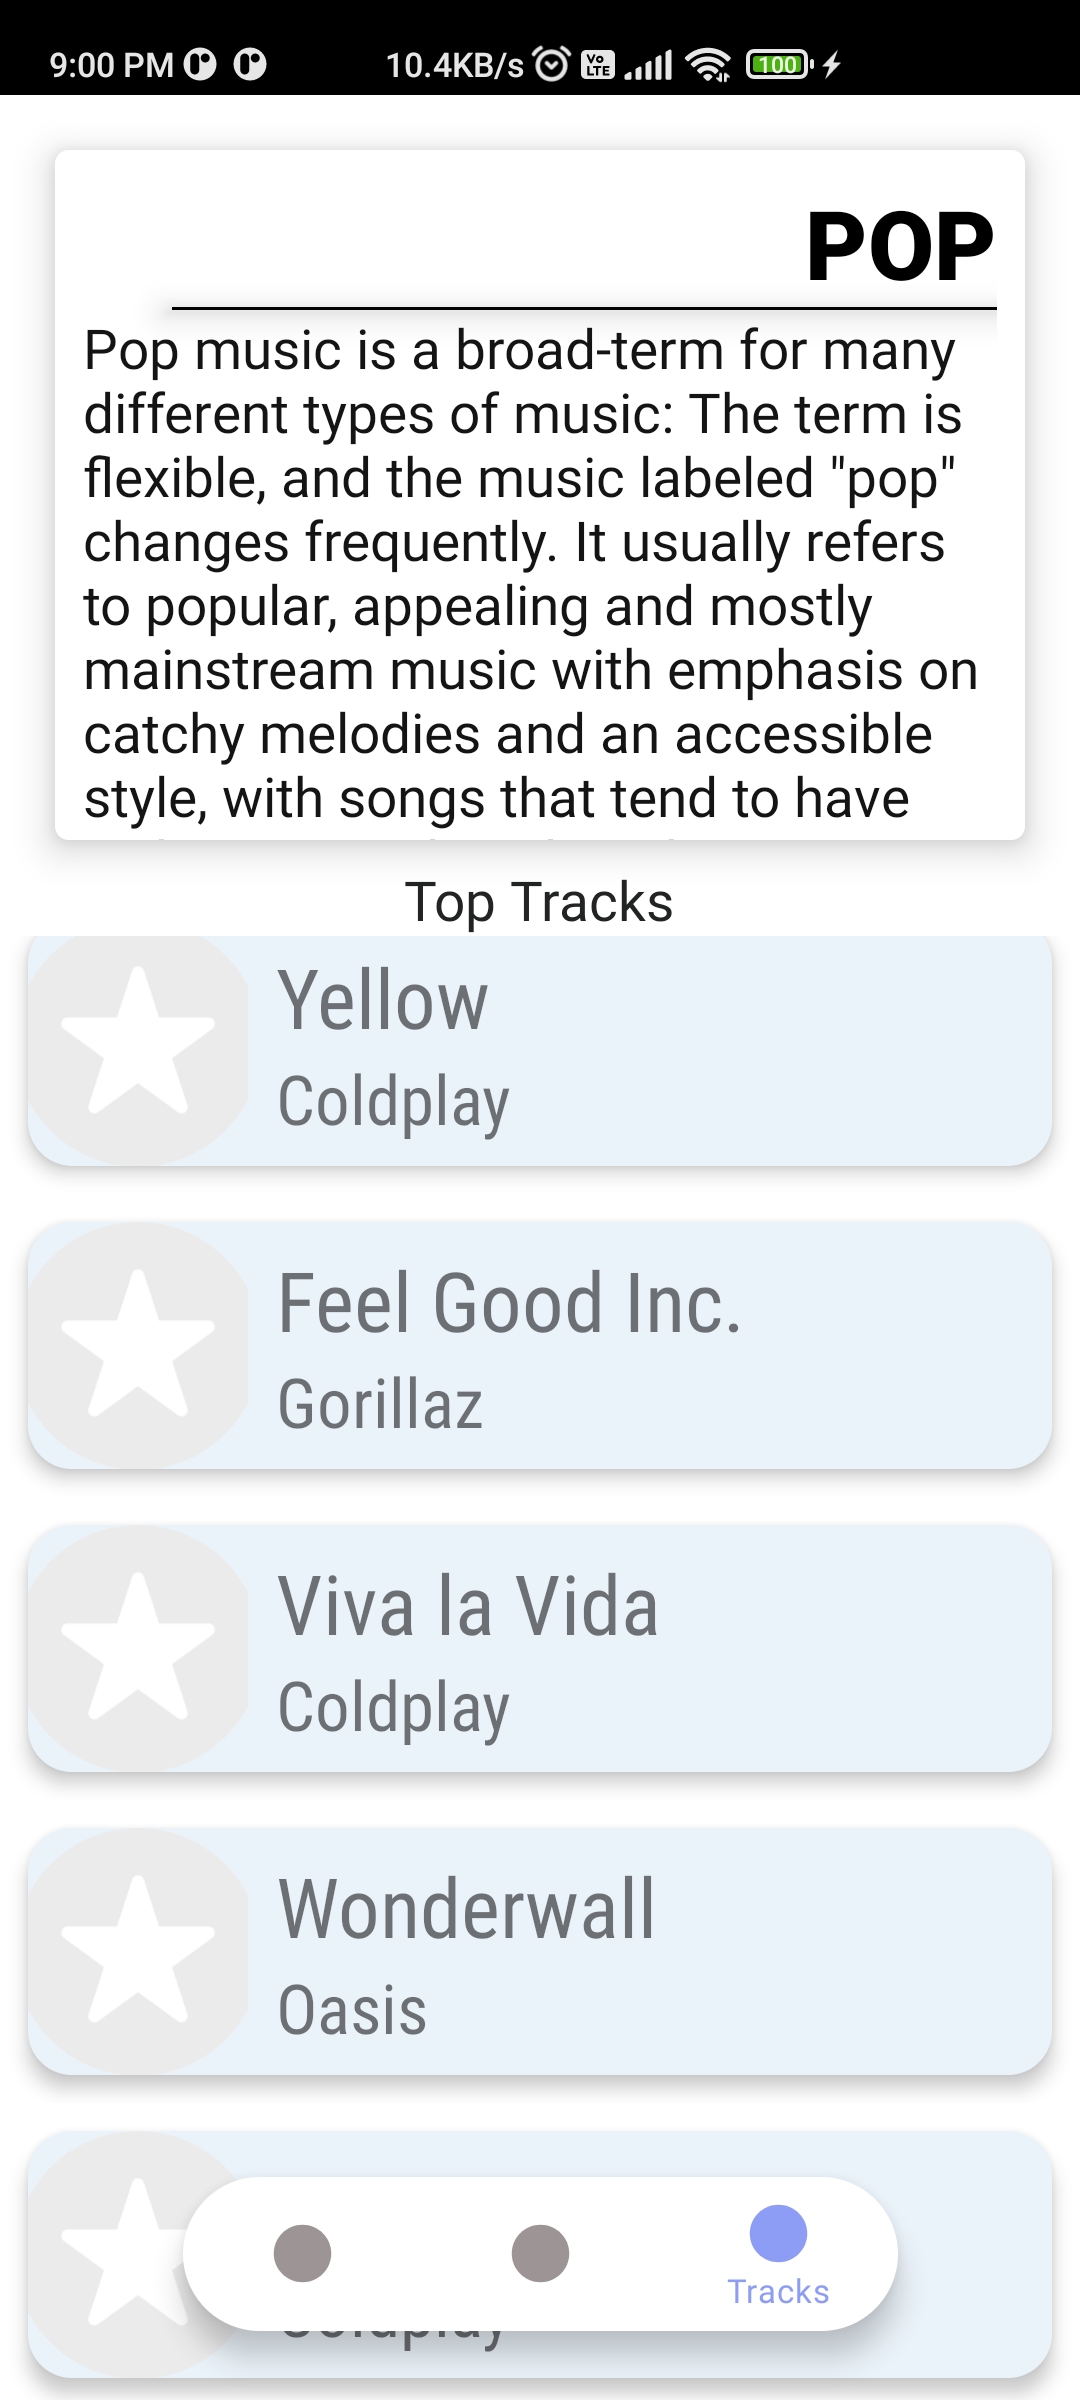 9:00 PM 10.4KB/s Vo LTE 100
POP
Pop music is a broad-term for many
different types of music: The term is
flexible, and the music labeled "pop"
changes frequently. It usually refers
to popular, appealing and mostly
mainstream music with emphasis on
catchy melodies and an accessible
style, with songs that tend to have
Top Tracks
Yellow
Coldplay
Feel Good Inc.
Gorillaz
Viva la Vida
Coldplay
Wonderwall
Oasis
Tracks
Coldplay